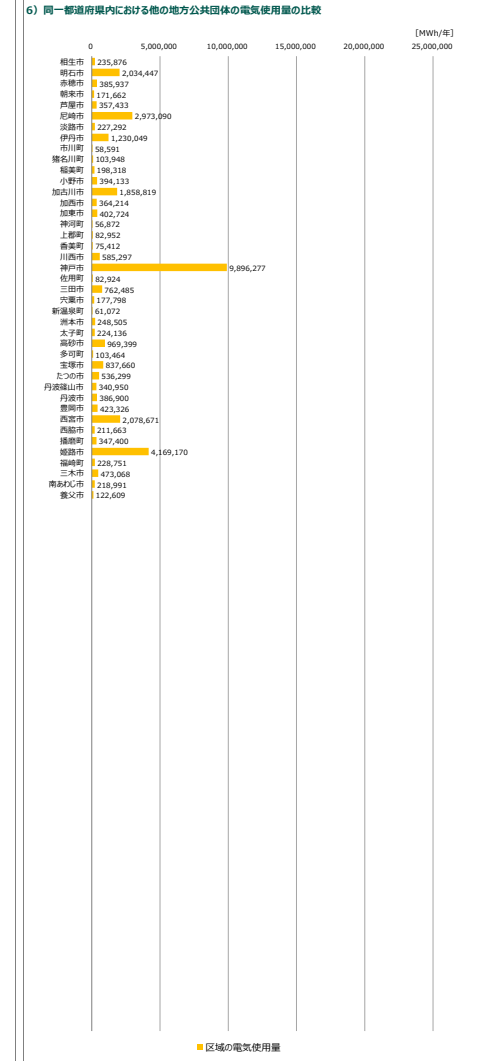 6）同一都道府県内における他の地方公共団体の電気使用量の比較
[MWh/年]
0 5,000,000 10,000,000 15,000,000 20,000,000 25,000,000
相生市 235,876
明石市 2,034,447
赤穂市 385,937
朝来市 171,662
芦屋市 357,433
尼崎市 2,973,090
淡路市 227,292
伊丹市 1,230,049
市川町 58,591
猪名川町 103,948
稲美町 198,318
小野市 394,133
加古川市 1,858,819
加西市 364,214
加東市 402,724
神河町 56,872
上郡町 82,952
香美町 75,412
川西市 585,297
神戸市 9,896,277
佐用町 82,924
三田市 762,485
宍粟市 177,798
新温泉町 61,072
洲本市 248,505
太子町 224,136
高砂市 969,399
多可町 103,464
宝塚市 837,660
たつの市 536,299
丹波篠山市 340,950
丹波市 386,900
豊岡市 423,326
西宮市 2,078,671
西脇市 211,663
播磨町 347,400
姫路市 4,169,170
福崎町 228,751
三木市 473,068
南あわじ市 218,991
養父市 122,609
区域の電気使用量